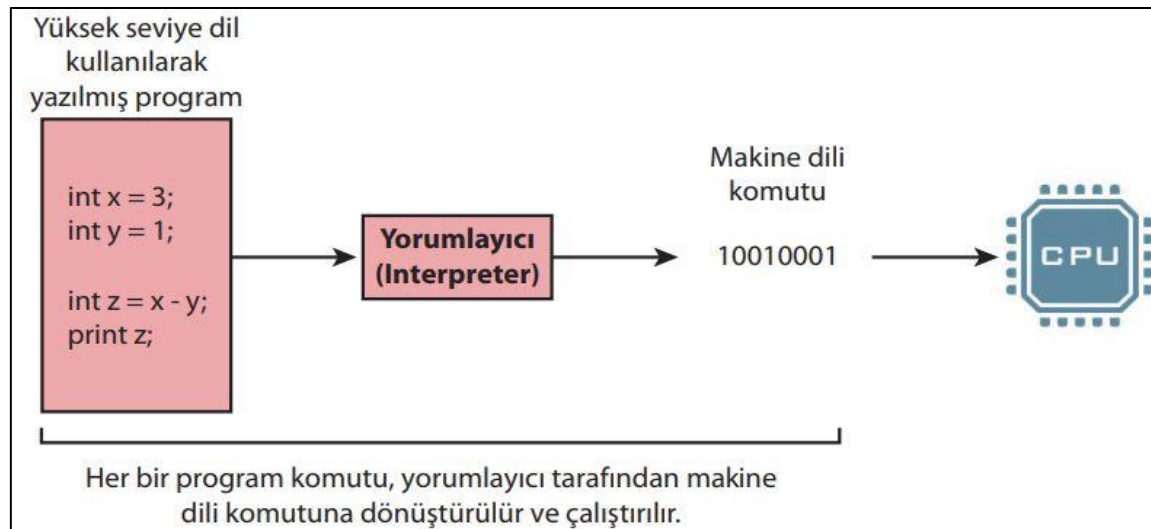 Yüksek seviye dil
kullanılarak
yazılmış program
int x = 3;
int y = 1;
int z = x - y;
print z;
Yorumlayıcı
(Interpreter)
Makine dili
komutu
10010001
CPU
Her bir program komutu, yorumlayıcı tarafından makine
dili komutuna dönüştürülür ve çalıştırılır.